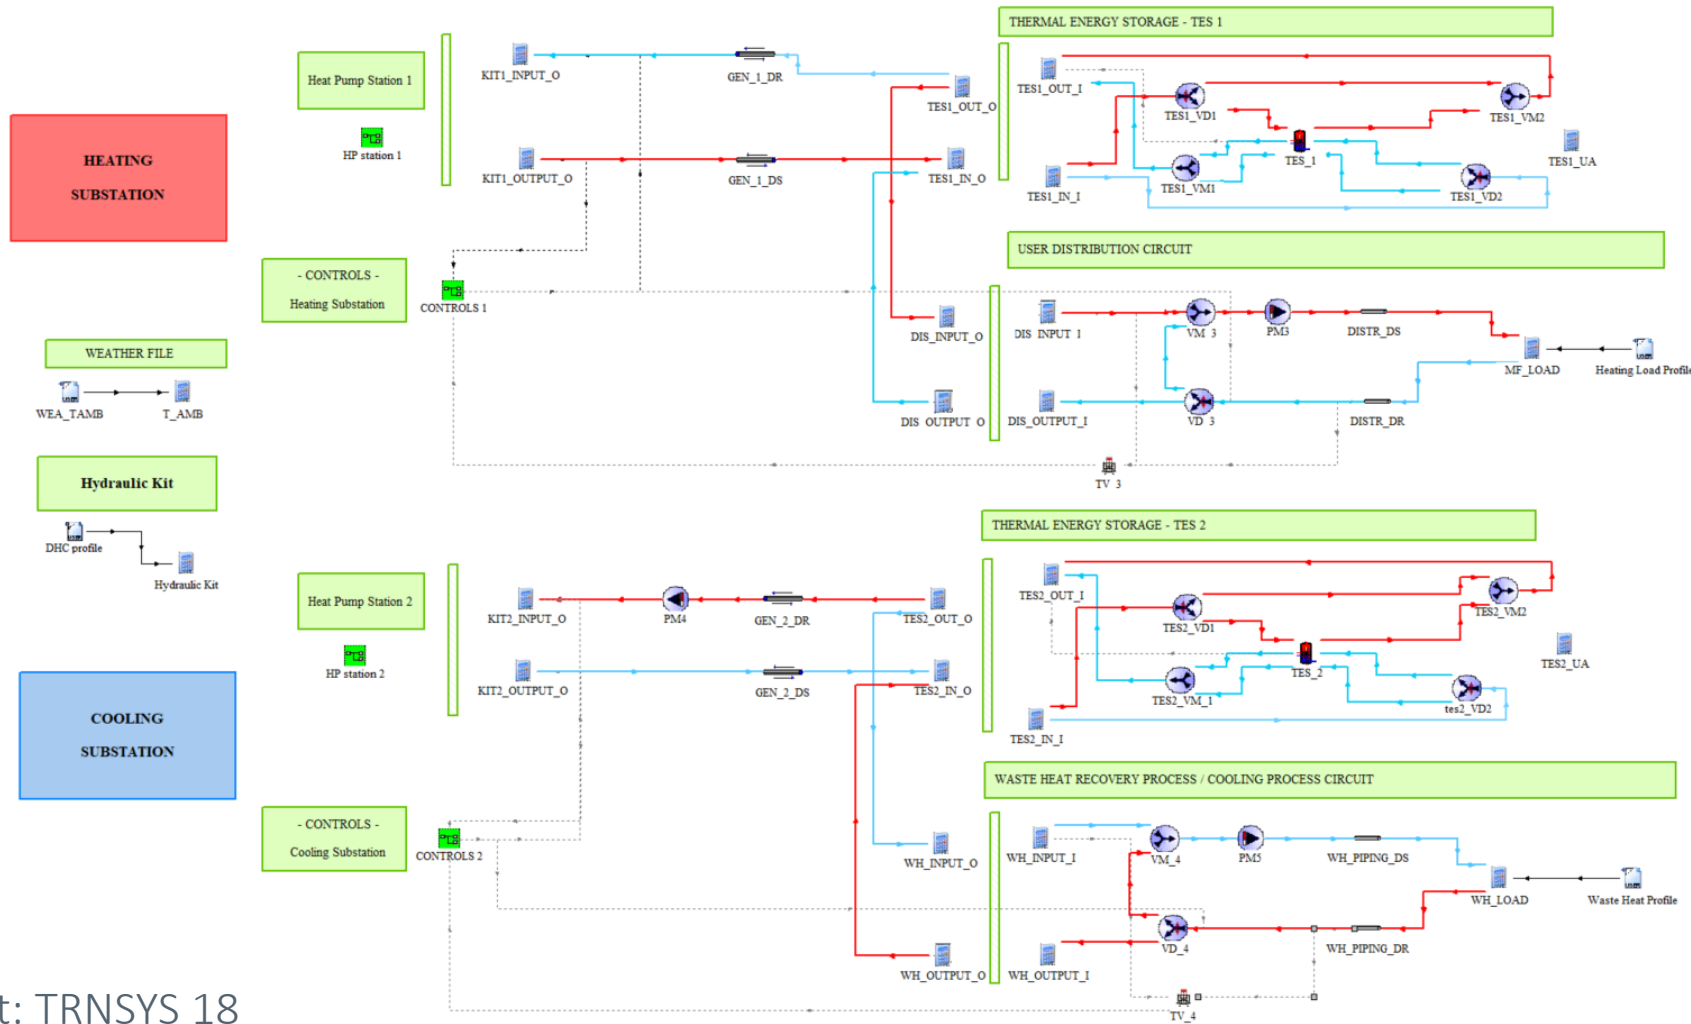 THERMAL ENERGY STORAGE - TES 1
Heat Pump Station 1
HP station 1
KIT1_INPUT_O
GEN_1_DR
TES1_OUT_O
KIT1_OUTPUT_O
GEN_1_DS
TES1_IN_O
TES1_OUT_I
TES1_VD1
TES1_VM2
TES_1
TES1_UA
TES1_VM1
TES1_IN_I
TES1_VD2
HEATING
SUBSTATION
- CONTROLS -
Heating Substation
CONTROLS 1
USER DISTRIBUTION CIRCUIT
DIS_INPUT_O
DIS_INPUT_I
VM_3
PM3
DISTR_DS
MF_LOAD
Heating Load Profile
DIS_OUTPUT_O
DIS_OUTPUT_I
VD_3
DISTR_DR
TV_3
WEATHER FILE
WEA_TAMB
T_AMB
Hydraulic Kit
DHC profile
Hydraulic Kit
THERMAL ENERGY STORAGE - TES 2
Heat Pump Station 2
HP station 2
KIT2_INPUT_O
PM4
GEN_2_DR
TES2_OUT_O
KIT2_OUTPUT_O
GEN_2_DS
TES2_IN_O
TES2_OUT_I
TES2_VD1
TES2_VM2
TES_2
TES2_UA
TES2_VM_1
tes2_VD2
TES2_IN_I
COOLING
SUBSTATION
- CONTROLS -
Cooling Substation
CONTROLS 2
WASTE HEAT RECOVERY PROCESS / COOLING PROCESS CIRCUIT
WH_INPUT_O
WH_INPUT_I
VM_4
PM5
WH_PIPING_DS
WH_LOAD
Waste Heat Profile
WH_OUTPUT_O
WH_OUTPUT_I
VD_4
WH_PIPING_DR
TV_4
t: TRNSYS 18